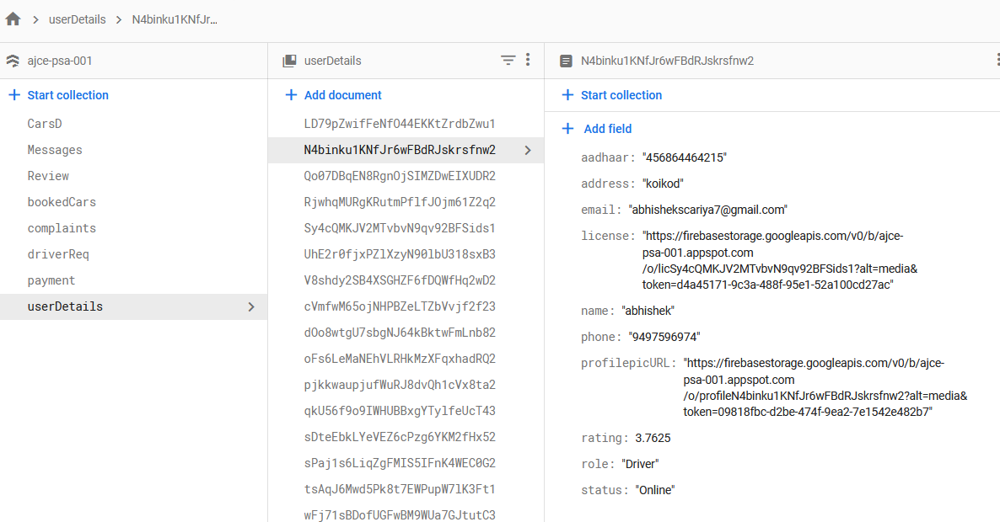 userDetails > N4binku1KNfJr...
ajce-psa-001
Start collection
CarsD
Messages
Review
bookedCars
complaints
driverReq
payment
userDetails
userDetails
Add document
LD79pZwifFeNfO44EKKtZrdbZwu1
N4binku1KNfJr6wFBdRJskrsfnw2
Qo07DBqEN8RgnOjSIMZDwEIXUDR2
RjwhqMURgKRutmPflfJOjm61Z2q2
Sy4cQMKJV2MTvbvN9qv92BFSids1
UhE2r0fjxPZlXzyN90lbU318sxB3
V8shdy2SB4XSGHZF6fDQWfHq2wD2
cVmfwM65ojNHPBZeLTZbVvjf2f23
dOo8wtgU7sbgNJ64kBktwFmLnb82
oFs6LeMaNEhVLRHkMzXFqxhadRQ2
pjkkwaupjufWuRJ8dvQh1cVx8ta2
qkU56f9o9IWHUBBxgYTylfeUcT43
sDteEbkLYeVEZ6cPzg6YKM2fHx52
sPaj1s6LiqZgFMIS5IFnK4WEC0G2
tsAqJ6Mwd5Pk8t7EWPupW7lK3Ft1
wFj71sBDofUGFwBM9WUa7GJtutC3
N4binku1KNfJr6wFBdRJskrsfnw2
Start collection
Add field
aadhaar: "456864464215"
address: "koikod"
email: "abhishekscariya7@gmail.com"
license: "https://firebasestorage.googleapis.com/v0/b/ajce-
psa-001.appspot.com
/o/licSy4cQMKJV2MTvbvN9qv92BFSids1?alt=media&
token=d4a45171-9c3a-488f-95e1-52a100cd27ac"
name: "abhishek"
phone: "9497596974"
profilepicURL: "https://firebasestorage.googleapis.com/v0/b/ajce-
psa-001.appspot.com
/o/profileN4binku1KNfJr6wFBdRJskrsfnw2?alt=media&
token=09818fbc-d2be-474f-9ea2-7e1542e482b7"
rating: 3.7625
role: "Driver"
status: "Online"